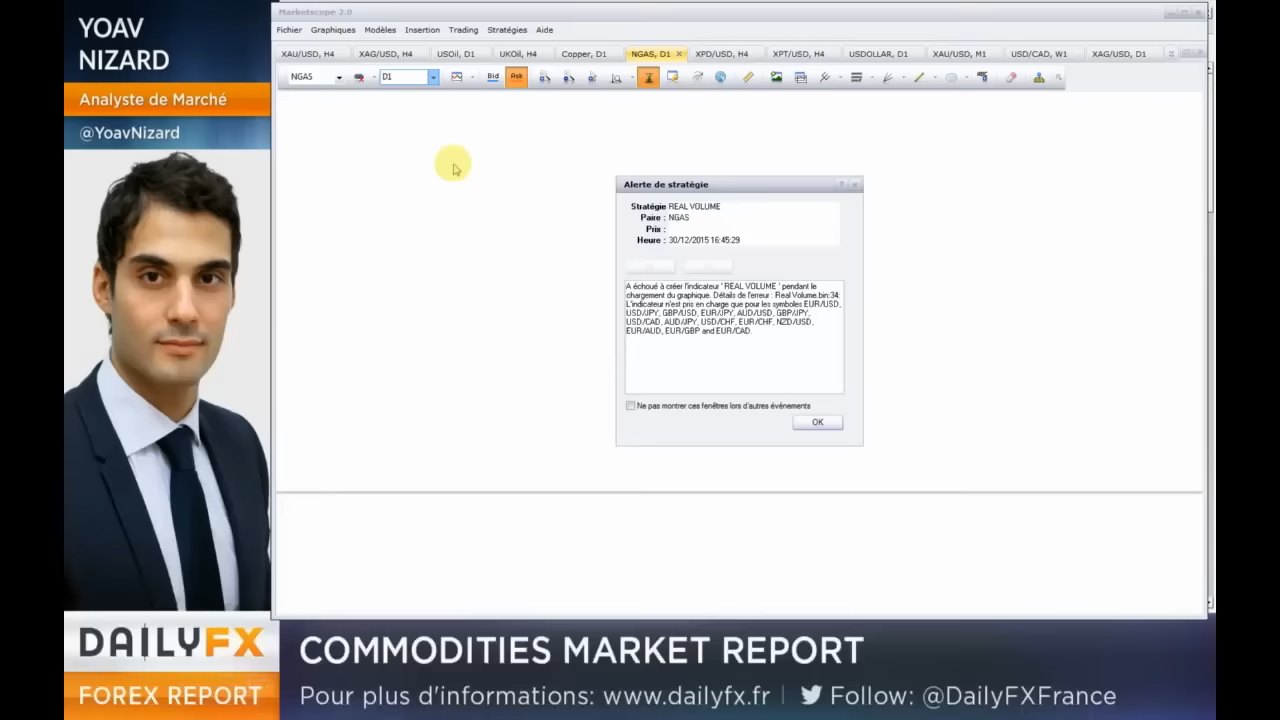 YOAV
NIZARD
Analyste de Marché
@YoavNizard
Marketscope 2.0
Fichier Graphiques Modèles Insertion Trading Stratégies Aide
XAU/USD, H4 XAG/USD, H4 USOil, D1 UKOil, H4 Copper, D1 NGAS, D1 XPD/USD, H4 XPT/USD, H4 USDOLLAR, D1 XAU/USD, M1 USD/CAD, W1 XAG/USD, D1
NGAS D1 Bid Ask
Alerte de stratégie
Stratégie REAL VOLUME
Paire : NGAS
Prix :
Heure : 30/12/2015 16:45:29
A échoué à créer l'indicateur ' REAL VOLUME ' pendant le
chargement du graphique. Détails de l'erreur : Real Volume.bin:34:
L'indicateur n'est pris en charge que pour les symboles EUR/USD,
USD/JPY, GBP/USD, EUR/JPY, AUD/USD, GBP/JPY,
USD/CAD, AUD/JPY, USD/CHF, EUR/CHF, NZD/USD,
EUR/AUD, EUR/GBP and EUR/CAD.
Ne pas montrer ces fenêtres lors d'autres évènements
OK
DAILYFX
FOREX REPORT
COMMODITIES MARKET REPORT
Pour plus d'informations: www.dailyfx.fr | Follow: @DailyFXFrance